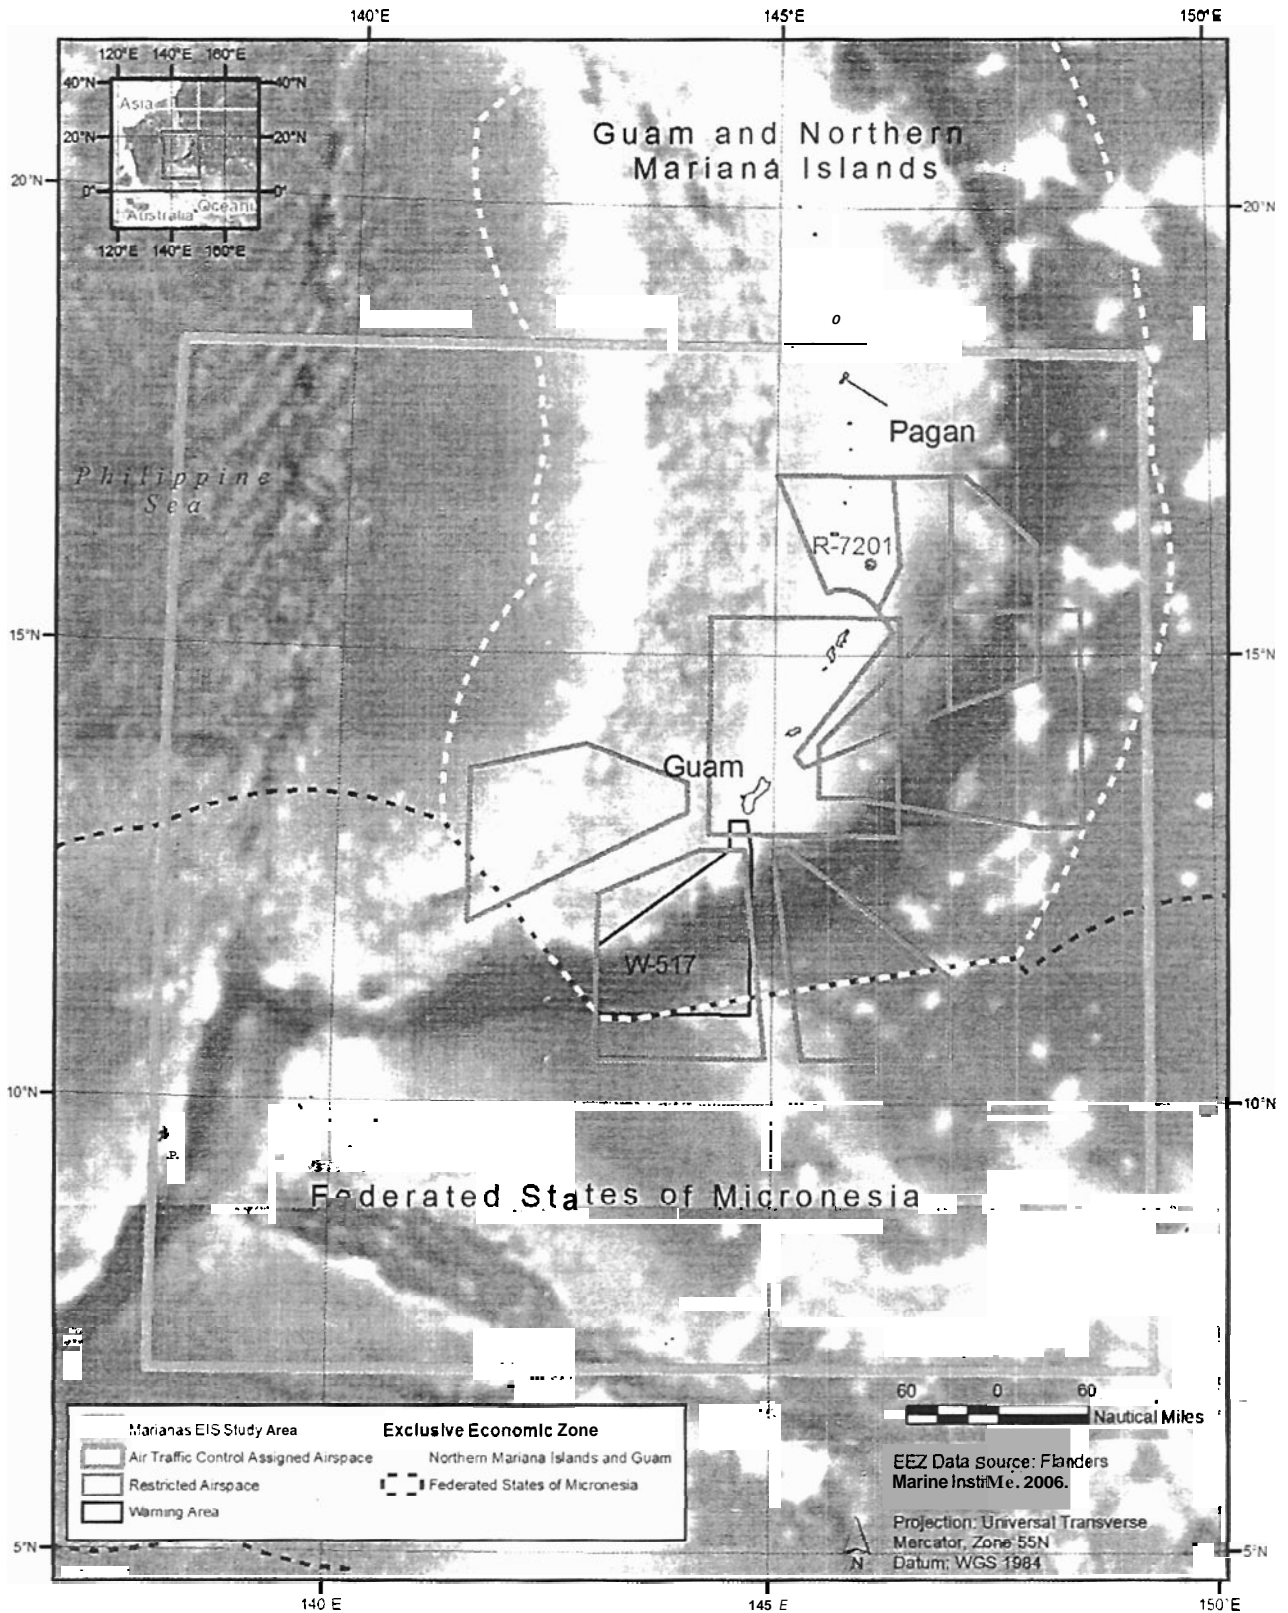 140°E 145°E 150°E
120°E 140°E 160°E
40°N 40°N
Asia
20°N 20°N
0° 0°
Australia Oceani
120°E 140°E 160°E
Guam and Northern
Mariana Islands
20°N 20°N
Pagan
Philippine
Sea
R-7201
15°N 15°N
Guam
W-517
10°N 10°N
Federated States of Micronesia
60 0 60
Nautical Miles
Marianas EIS Study Area
Air Traffic Control Assigned Airspace
Restricted Airspace
Warning Area
Exclusive Economic Zone
Northern Mariana Islands and Guam
Federated States of Micronesia
EEZ Data Source: Flanders
Marine InstiMe. 2006.
Projection: Universal Transverse
Mercator, Zone 55N
Datum: WGS 1984
N
5°N 5°N
140 E 145 E 150°E